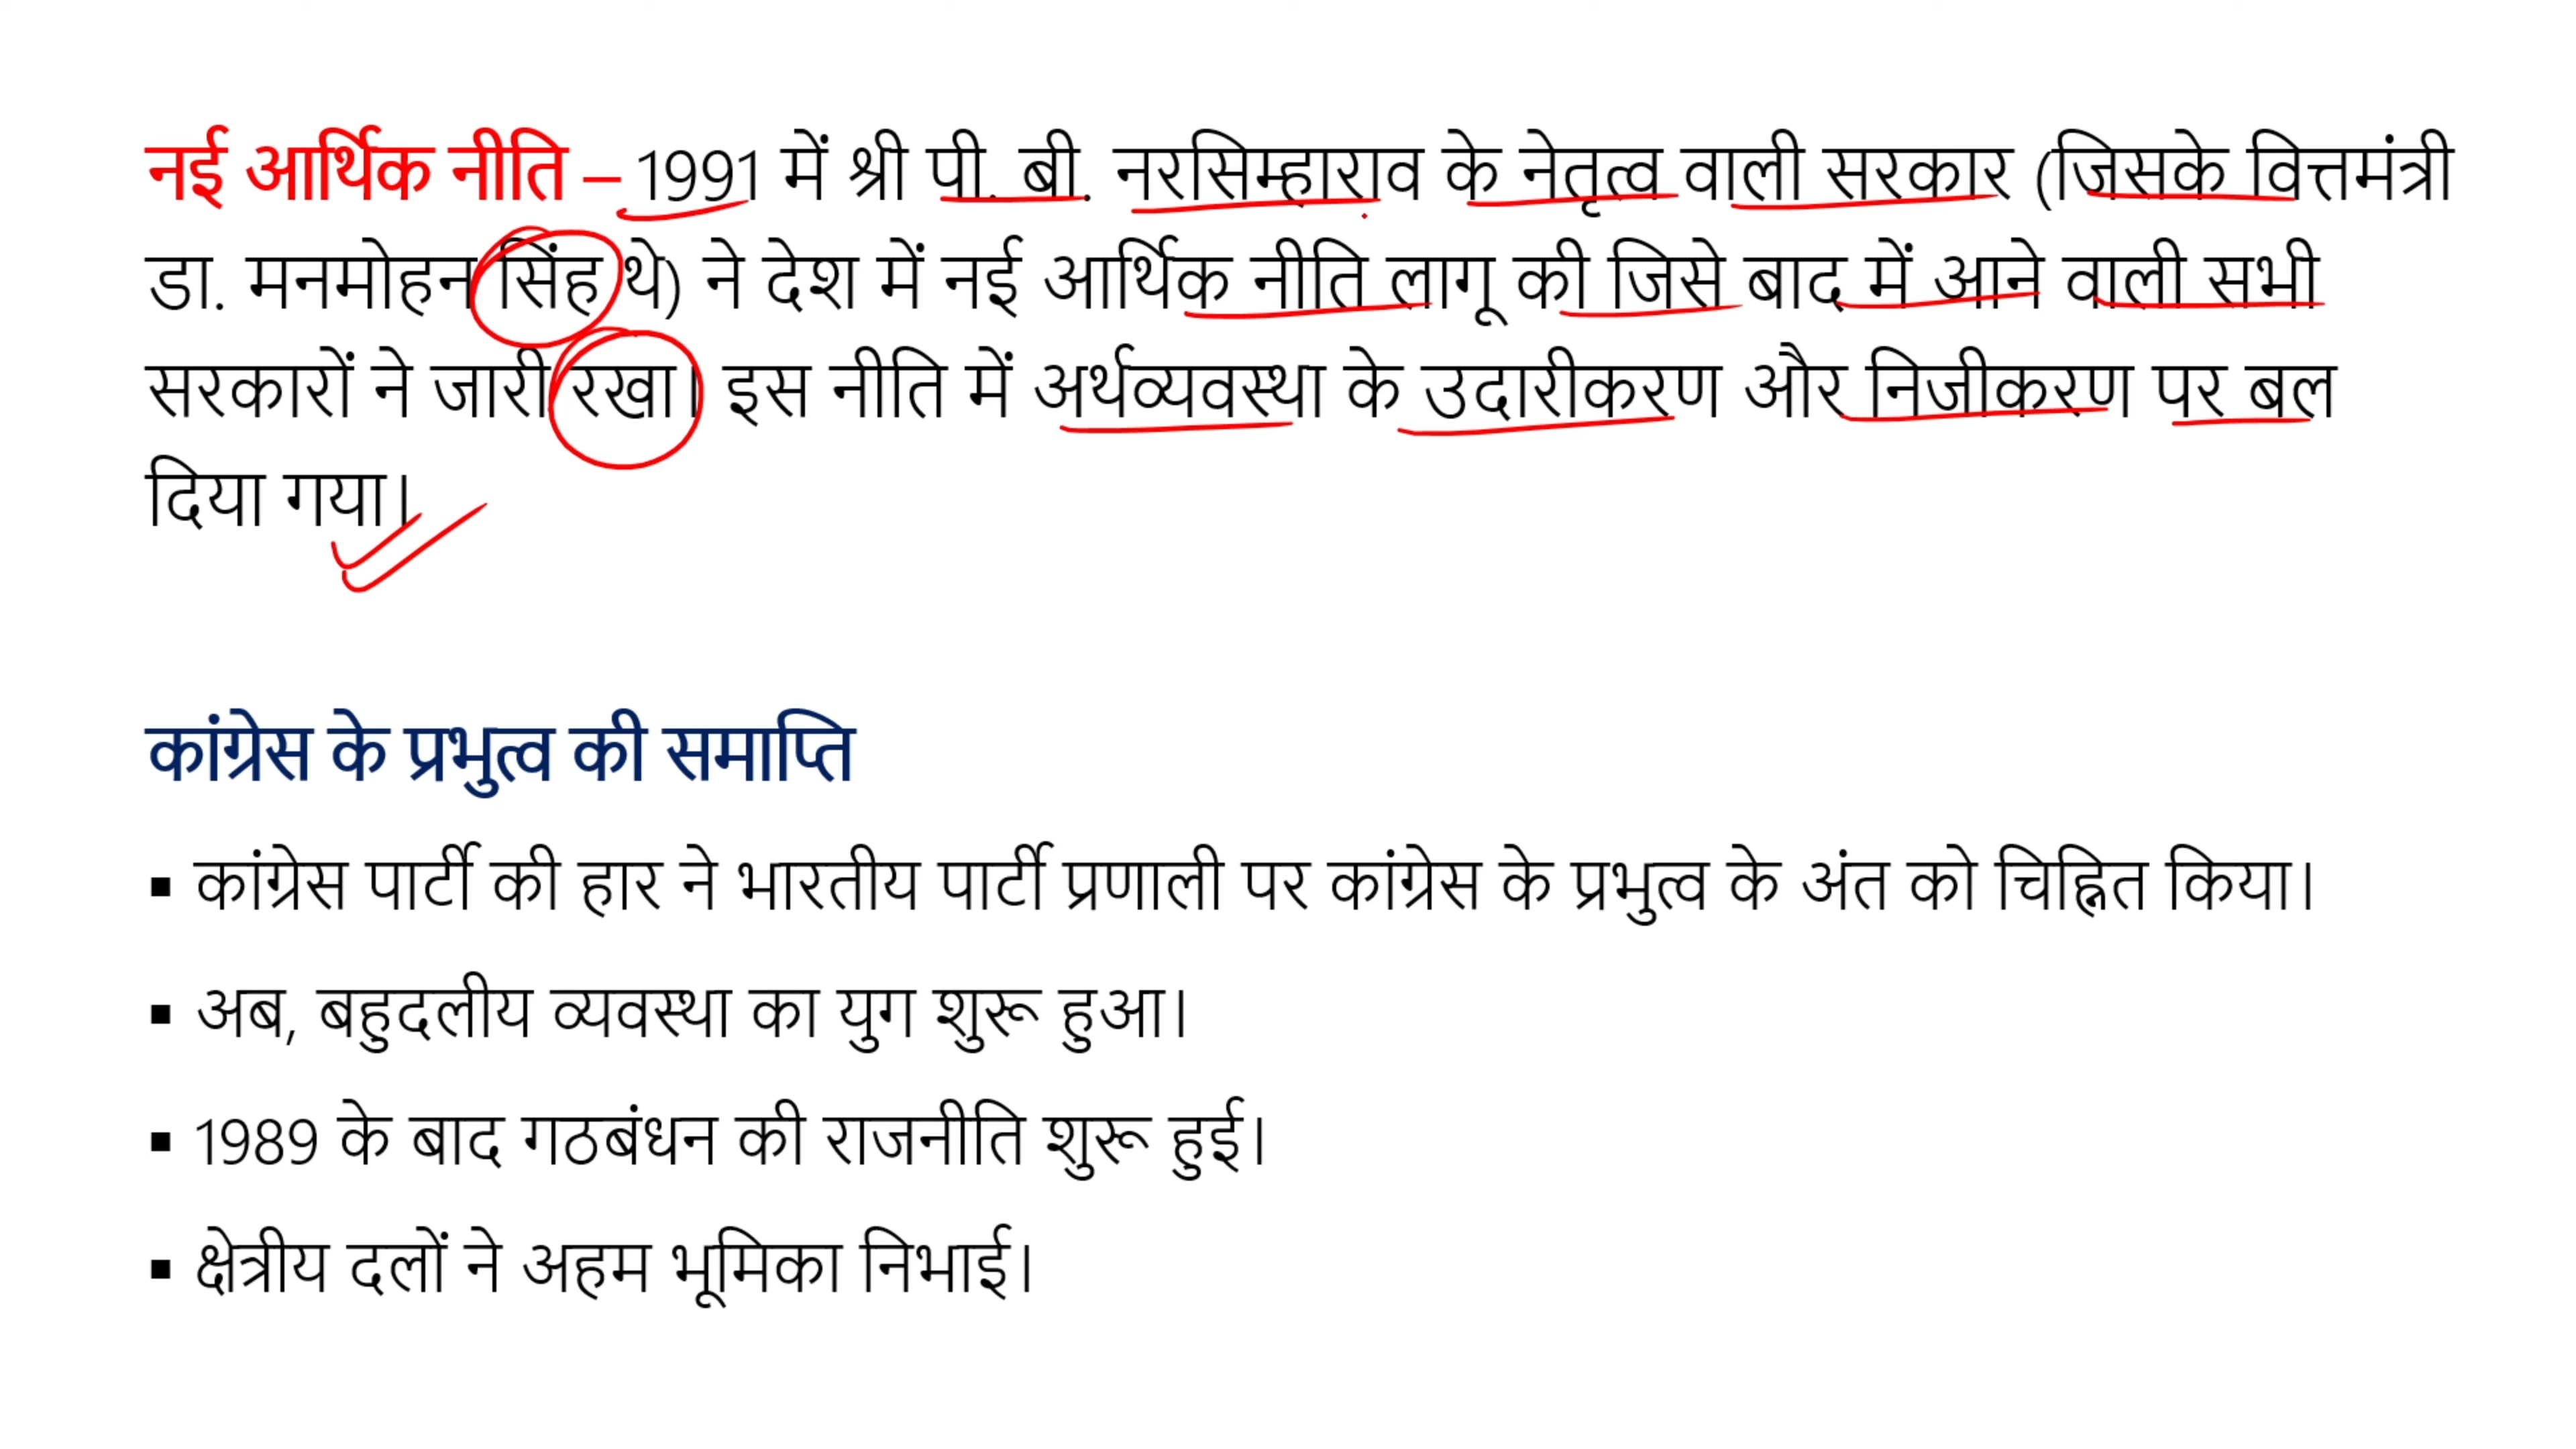 नई आर्थिक नीति – 1991 में श्री पी. बी. नरसिम्हाराव के नेतृत्व वाली सरकार (जिसके वित्तमंत्री
डा. मनमोहन सिंह थे) ने देश में नई आर्थिक नीति लागू की जिसे बाद में आने वाली सभी
सरकारों ने जारी रखा। इस नीति में अर्थव्यवस्था के उदारीकरण और निजीकरण पर बल
दिया गया।
कांग्रेस के प्रभुत्व की समाप्ति
▪ कांग्रेस पार्टी की हार ने भारतीय पार्टी प्रणाली पर कांग्रेस के प्रभुत्व के अंत को चिह्नित किया।
▪ अब, बहुदलीय व्यवस्था का युग शुरू हुआ।
▪ 1989 के बाद गठबंधन की राजनीति शुरू हुई।
▪ क्षेत्रीय दलों ने अहम भूमिका निभाई।